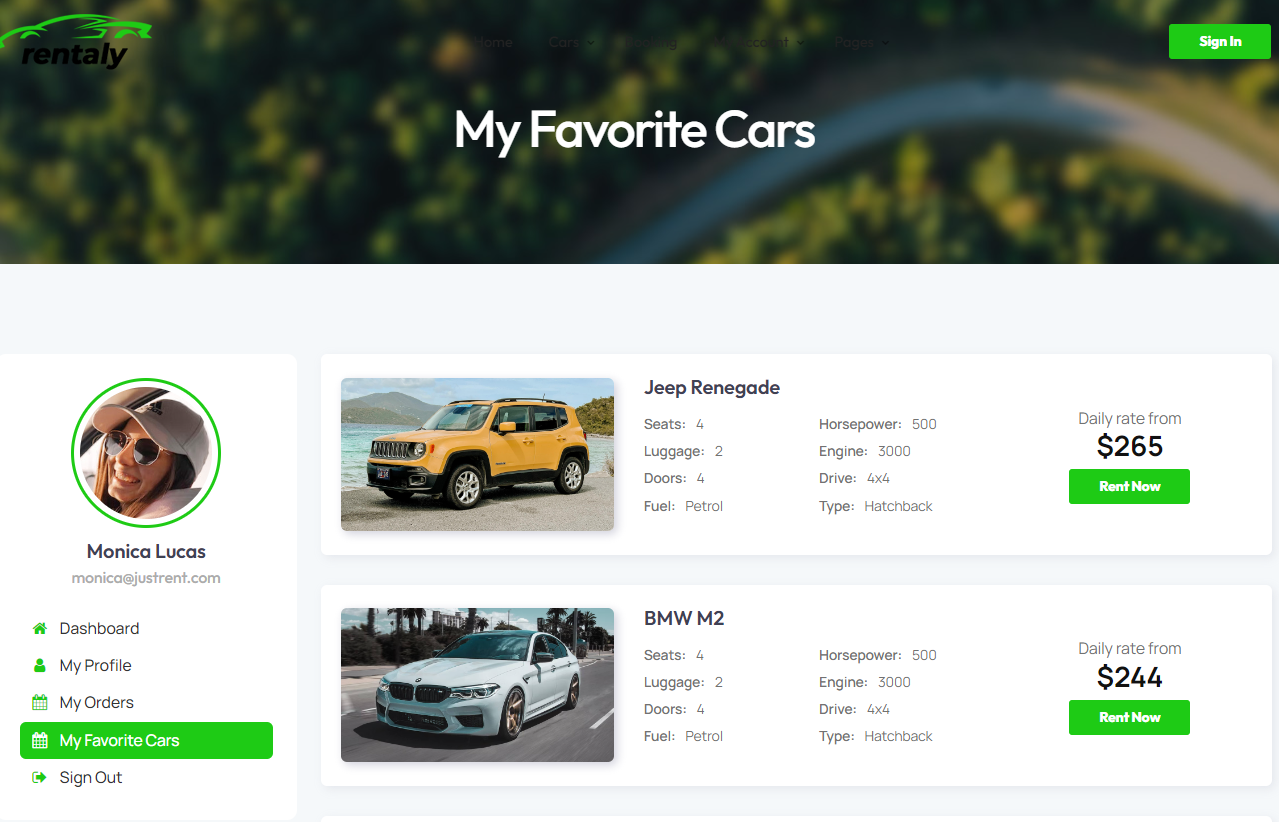 rentaly
Home Cars Booking My Account Pages
Sign In
My Favorite Cars
Monica Lucas
monica@justrent.com
Dashboard
My Profile
My Orders
My Favorite Cars
Sign Out
Jeep Renegade
Seats: 4 Horsepower: 500
Luggage: 2 Engine: 3000
Doors: 4 Drive: 4x4
Fuel: Petrol Type: Hatchback
Daily rate from
$265
Rent Now
BMW M2
Seats: 4 Horsepower: 500
Luggage: 2 Engine: 3000
Doors: 4 Drive: 4x4
Fuel: Petrol Type: Hatchback
Daily rate from
$244
Rent Now